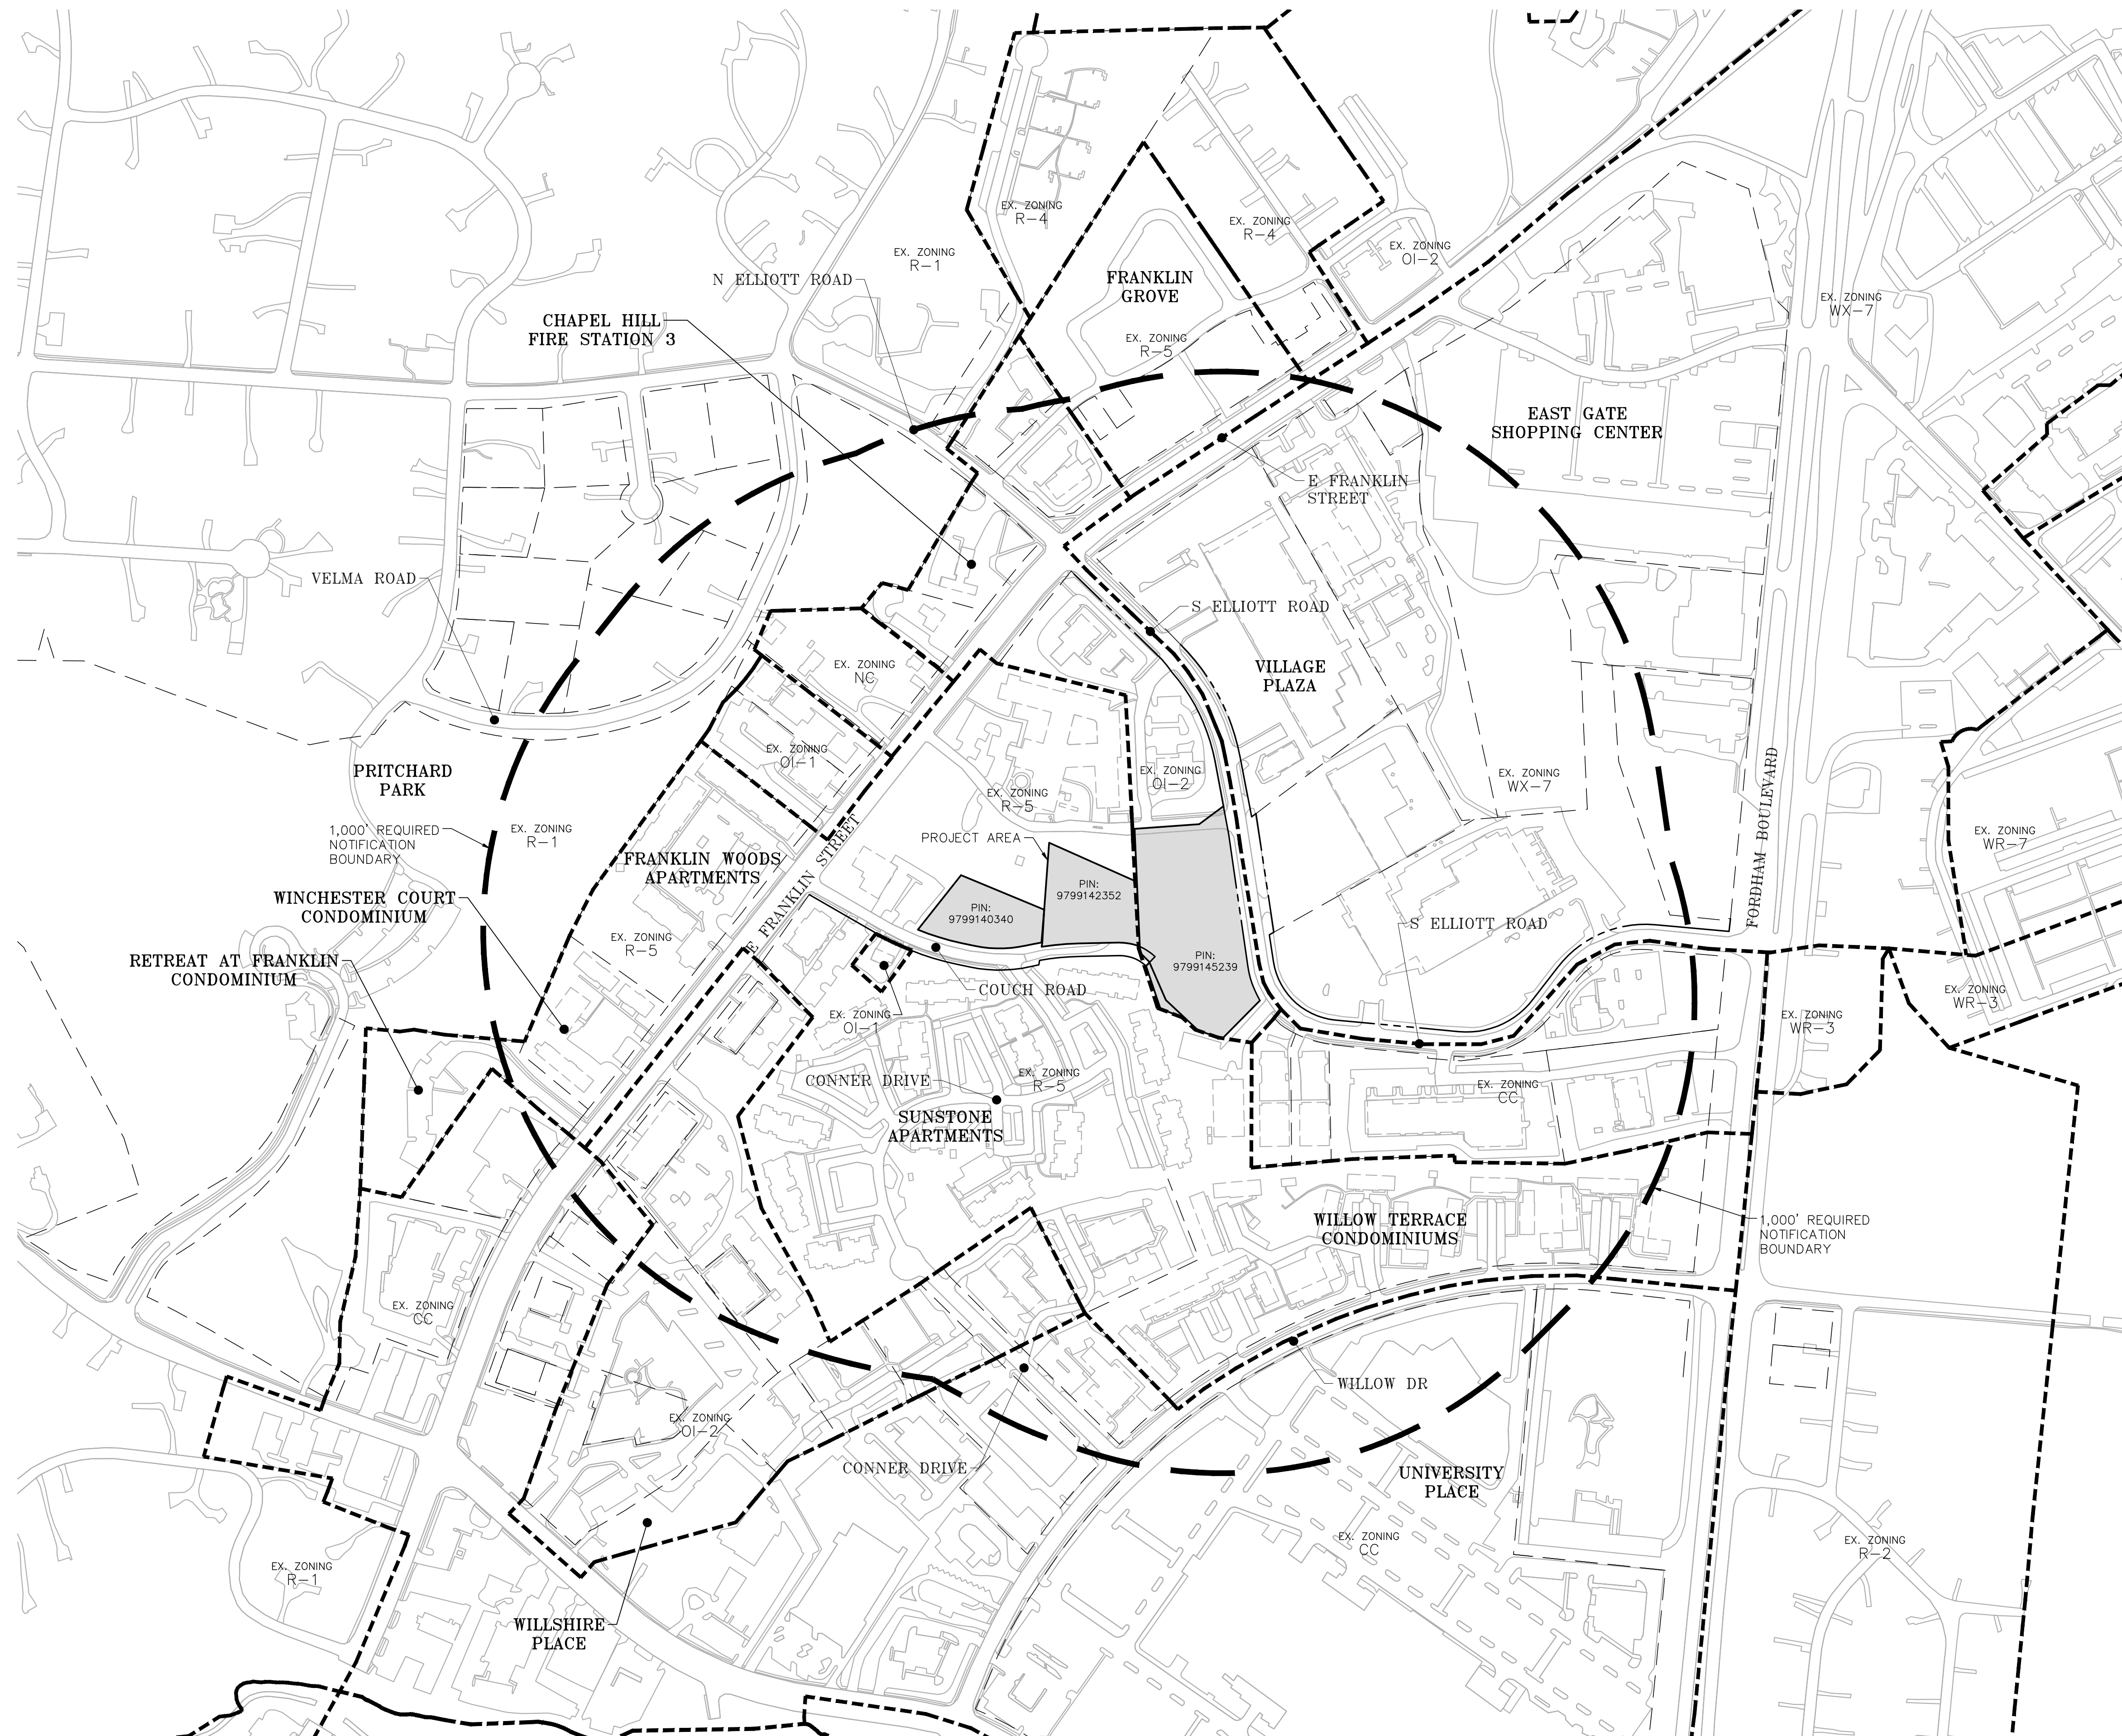 EX. ZONING
R-4
EX. ZONING
R-4
EX. ZONING
R-1
EX. ZONING
OI-2
N ELLIOTT ROAD
FRANKLIN
GROVE
EX. ZONING
WX-7
CHAPEL HILL
FIRE STATION 3
EX. ZONING
R-5
EAST GATE
SHOPPING CENTER
E FRANKLIN
STREET
VELMA ROAD
S ELLIOTT ROAD
EX. ZONING
NC
VILLAGE
PLAZA
EX. ZONING
OI-1
PRITCHARD
PARK
EX. ZONING
OI-2
EX. ZONING
WX-7
EX. ZONING
R-5
FORDHAM BOULEVARD
1,000' REQUIRED
NOTIFICATION
BOUNDARY
EX. ZONING
R-1
E FRANKLIN STREET
PROJECT AREA
EX. ZONING
WR-7
FRANKLIN WOODS
APARTMENTS
PIN:
9799142352
WINCHESTER COURT
CONDOMINIUM
PIN:
9799140340
S ELLIOTT ROAD
EX. ZONING
R-5
PIN:
9799145239
RETREAT AT FRANKLIN
CONDOMINIUM
COUCH ROAD
EX. ZONING
WR-3
EX. ZONING
OI-1
EX. ZONING
WR-3
CONNER DRIVE
EX. ZONING
R-5
EX. ZONING
CC
SUNSTONE
APARTMENTS
WILLOW TERRACE
CONDOMINIUMS
1,000' REQUIRED
NOTIFICATION
BOUNDARY
EX. ZONING
CC
WILLOW DR
EX. ZONING
OI-2
CONNER DRIVE
UNIVERSITY
PLACE
EX. ZONING
CC
EX. ZONING
R-2
EX. ZONING
R-1
WILLSHIRE
PLACE